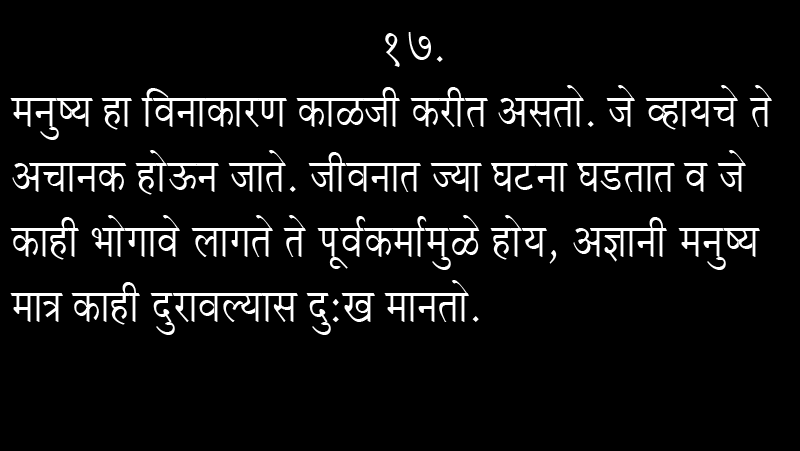 १७.
मनुष्य हा विनाकारण काळजी करीत असतो. जे व्हायचे ते
अचानक होऊन जाते. जीवनात ज्या घटना घडतात व जे
काही भोगावे लागते ते पूर्वकर्मामुळे होय, अज्ञानी मनुष्य
मात्र काही दुरावल्यास दुःख मानतो.